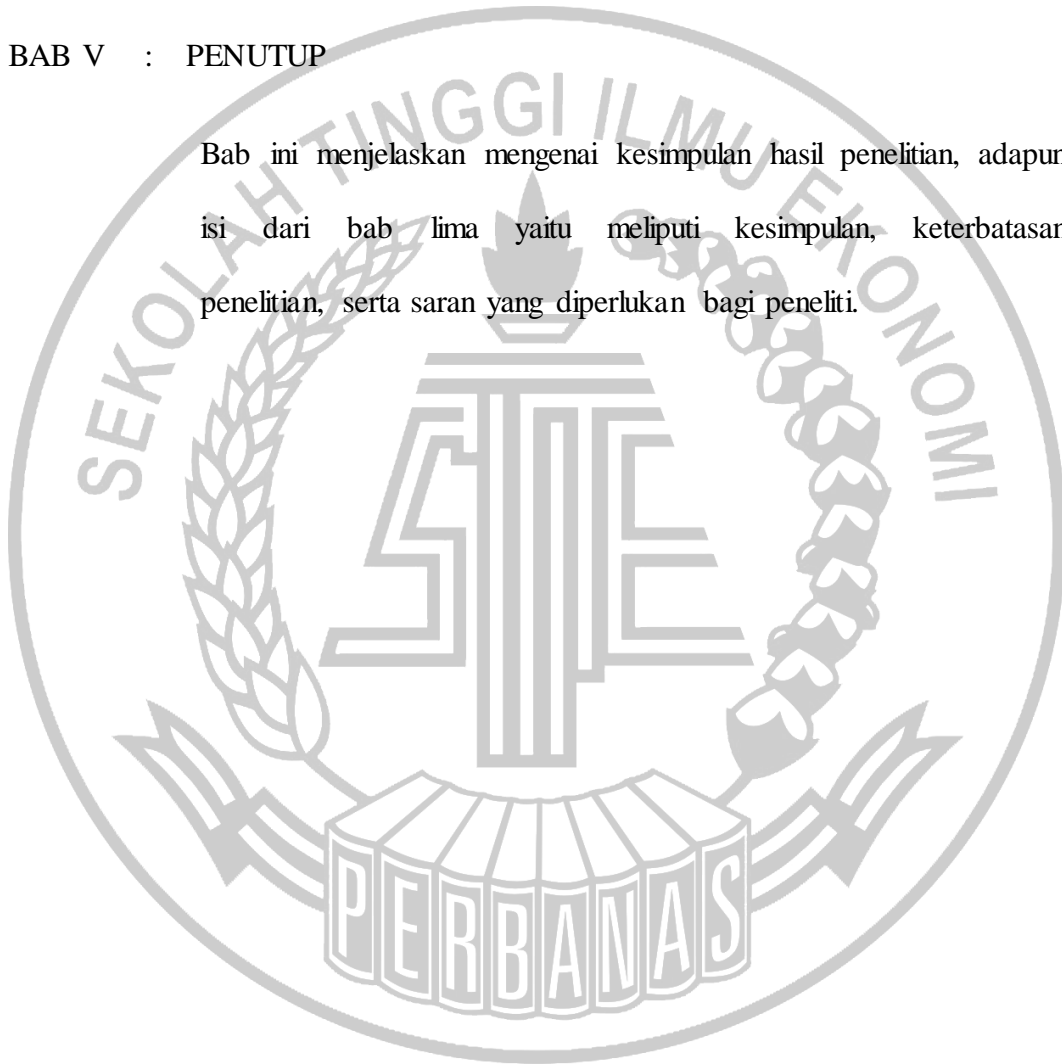 BAB V : PENUTUP
SEKOLAH TINGGI ILMU EKONOMI
Bab ini menjelaskan mengenai kesimpulan hasil penelitian, adapun
isi dari bab lima yaitu meliputi kesimpulan, keterbatasan
penelitian, serta saran yang diperlukan bagi peneliti.
STIE
PERBANAS